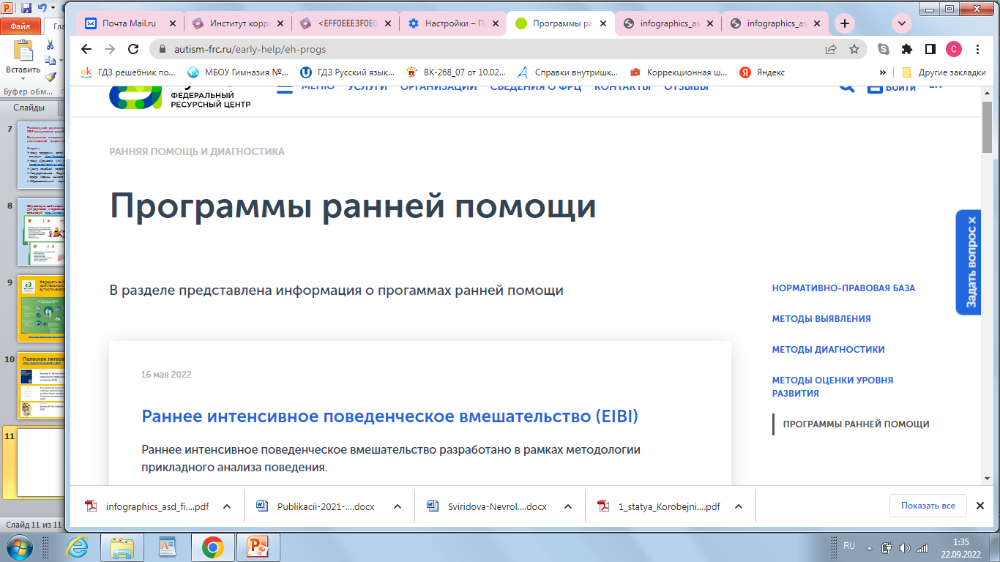 Почта Mail.ru
Институт корре
<EFF0EEE3F0E0
Настройки – П
Программы ра
infographics_as
infographics_as
autism-frc.ru/early-help/eh-progs
С
ГДЗ решебник по...
МБОУ Гимназия №...
ГДЗ Русский язык...
ВК-268_07 от 10.02...
Справки внутришк...
Коррекционная ш...
Яндекс
»
Другие закладки
Файл
Гла
Вставить
Буфер обм...
Слайды
7
8
9
10
Полезная литера
11
Слайд 11 из 11
ФЕДЕРАЛЬНЫЙ
РЕСУРСНЫЙ ЦЕНТР
МЕНЮ
УСЛУГИ
ОРГАНИЗАЦИИ
СВЕДЕНИЯ О ФРЦ
КОНТАКТЫ
ОТЗЫВЫ
ВОЙТИ
EN
РАННЯЯ ПОМОЩЬ И ДИАГНОСТИКА
Программы ранней помощи
В разделе представлена информация о прогаммах ранней помощи
16 мая 2022
Раннее интенсивное поведенческое вмешательство (EIBI)
Раннее интенсивное поведенческое вмешательство разработано в рамках методологии
прикладного анализа поведения.
НОРМАТИВНО-ПРАВОВАЯ БАЗА
МЕТОДЫ ВЫЯВЛЕНИЯ
МЕТОДЫ ДИАГНОСТИКИ
МЕТОДЫ ОЦЕНКИ УРОВНЯ
РАЗВИТИЯ
ПРОГРАММЫ РАННЕЙ ПОМОЩИ
Задать вопрос ×
infographics_asd_fi....pdf
Publikacii-2021-....docx
Sviridova-Nevrol....docx
1_statya_Korobejni....pdf
Показать все
RU
1:35
22.09.2022